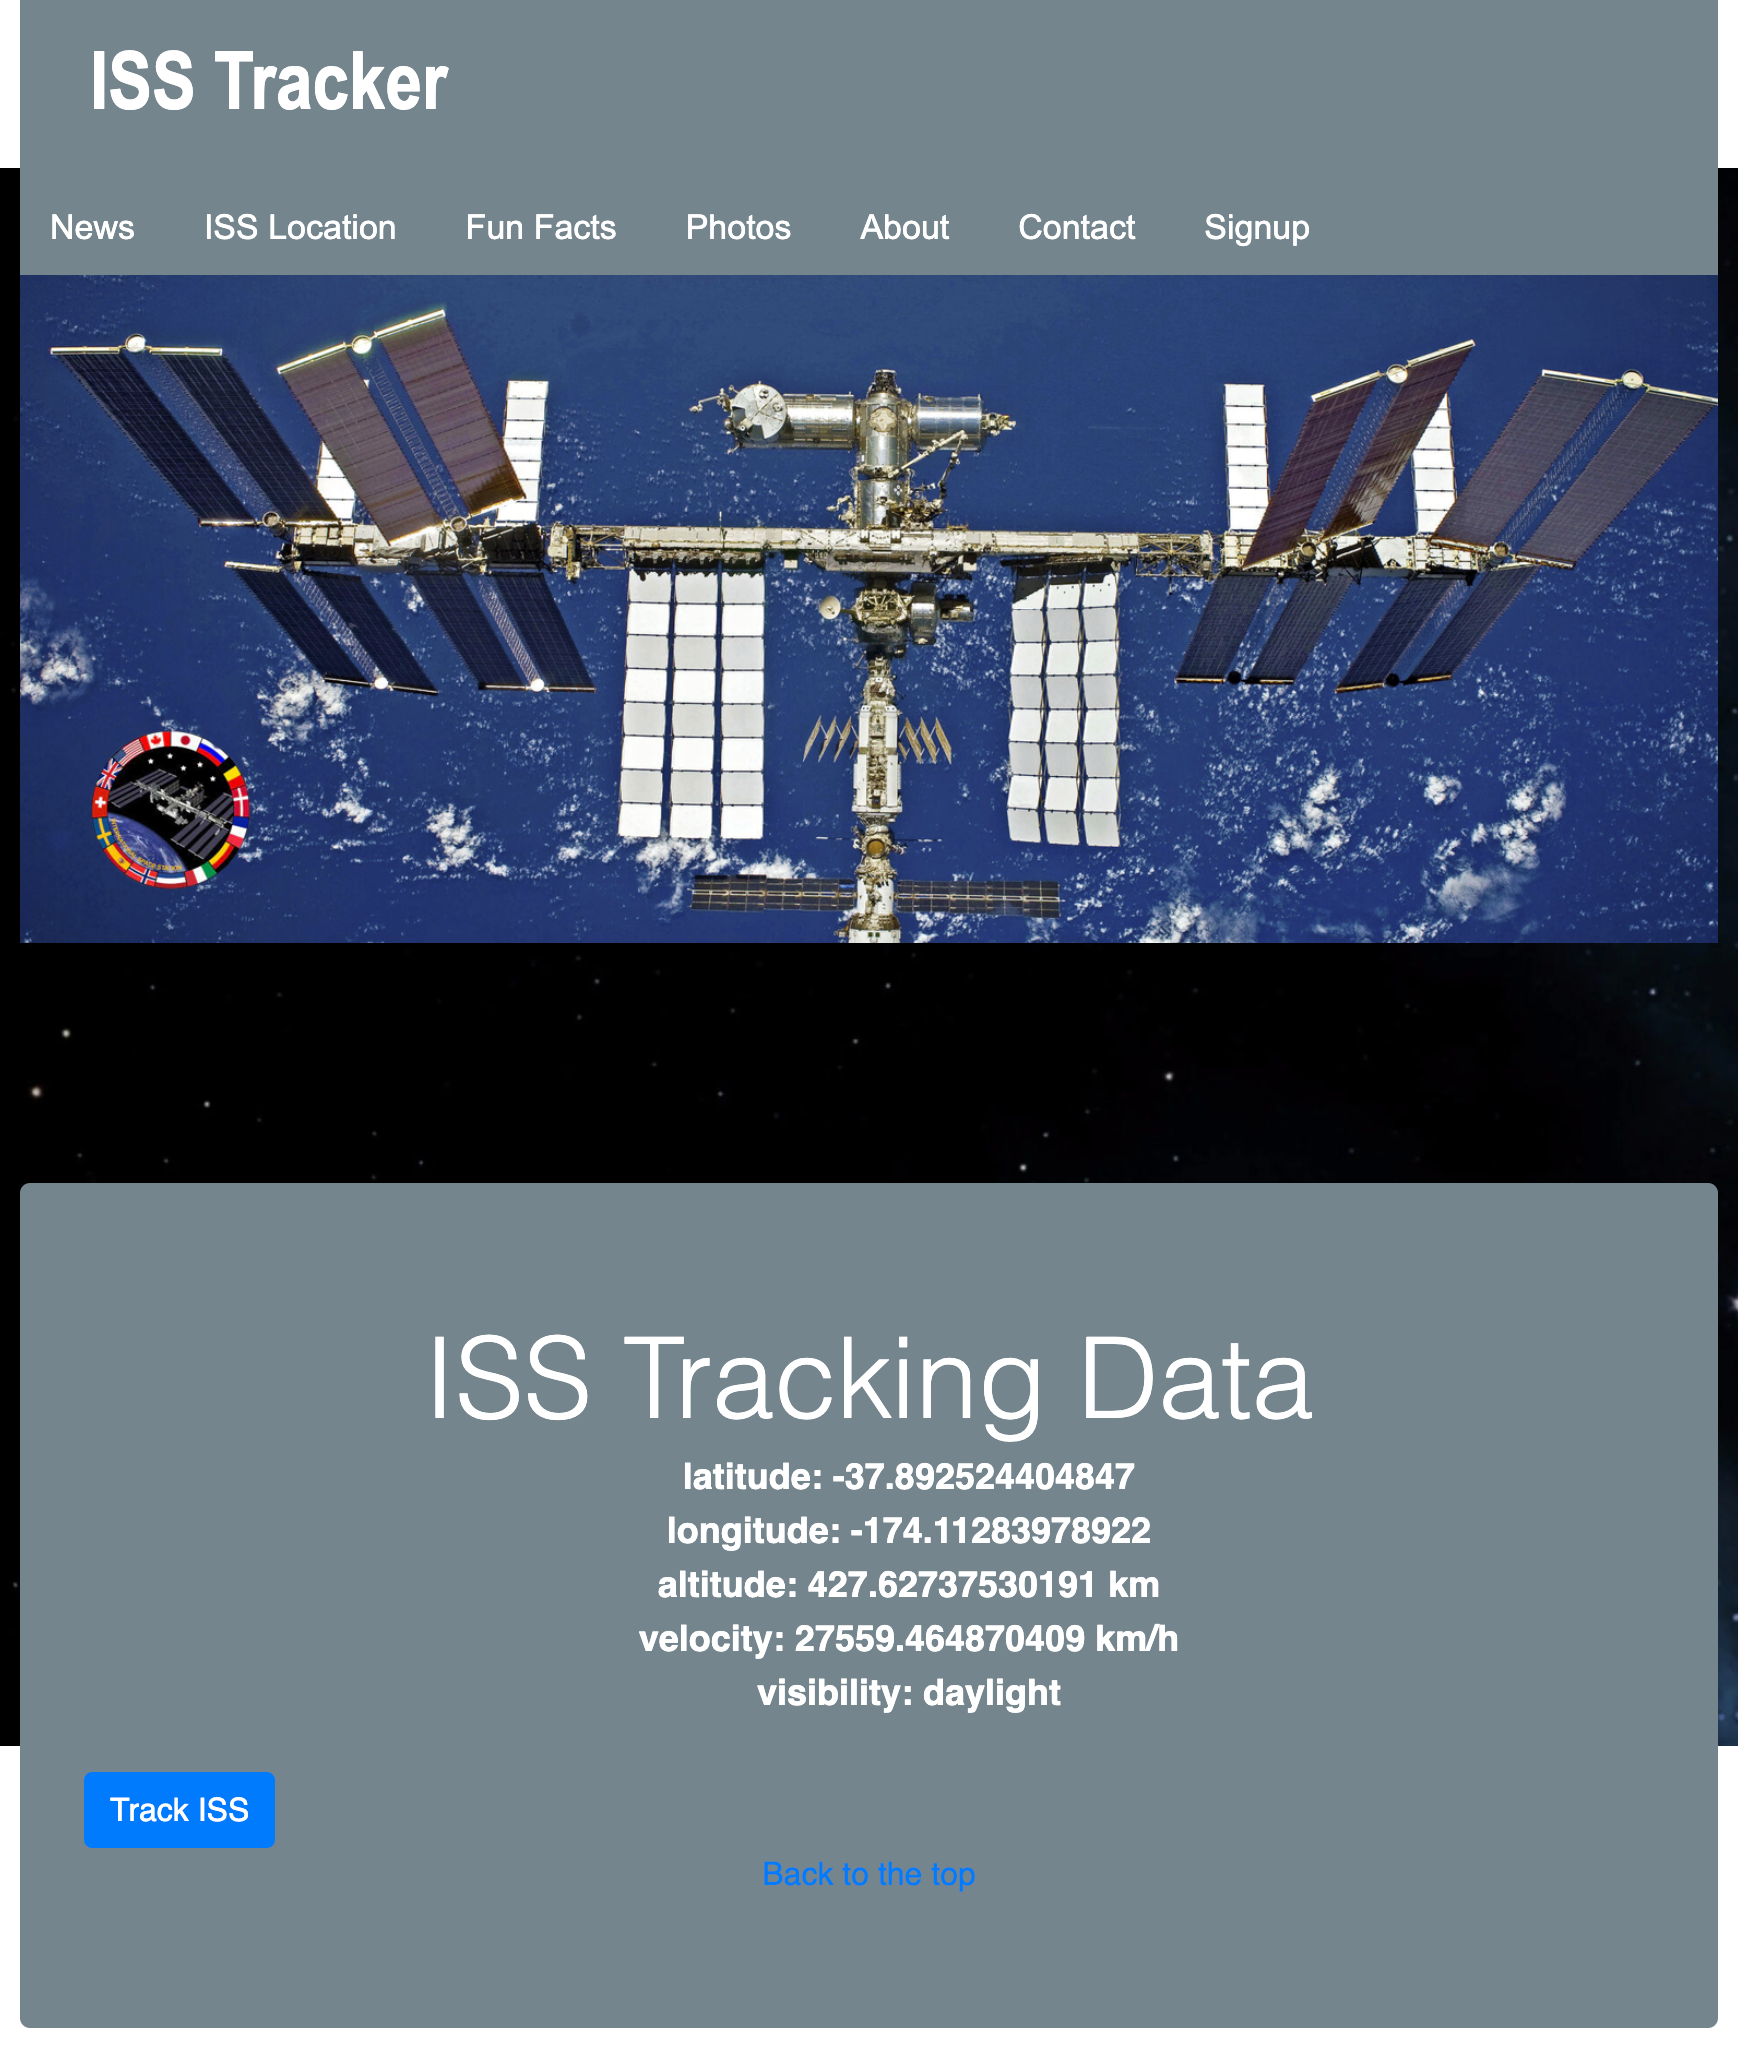 ISS Tracker
News ISS Location Fun Facts Photos About Contact Signup
ISS Tracking Data
latitude: -37.892524404847
longitude: -174.11283978922
altitude: 427.62737530191 km
velocity: 27559.464870409 km/h
visibility: daylight
Track ISS
Back to the top